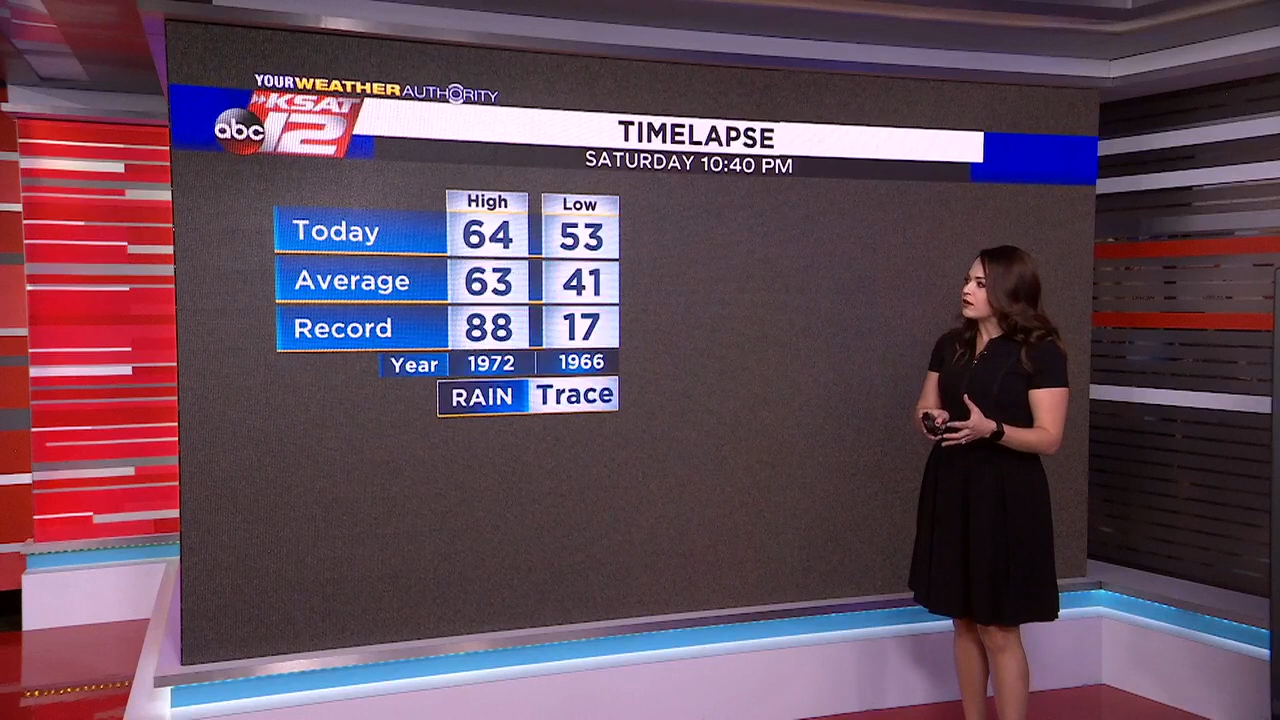 YOUR WEATHER AUTHORITY
KSAT
abc 12
TIMELAPSE
SATURDAY 10:40 PM
High Low
Today 64 53
Average 63 41
Record 88 17
Year 1972 1966
RAIN Trace